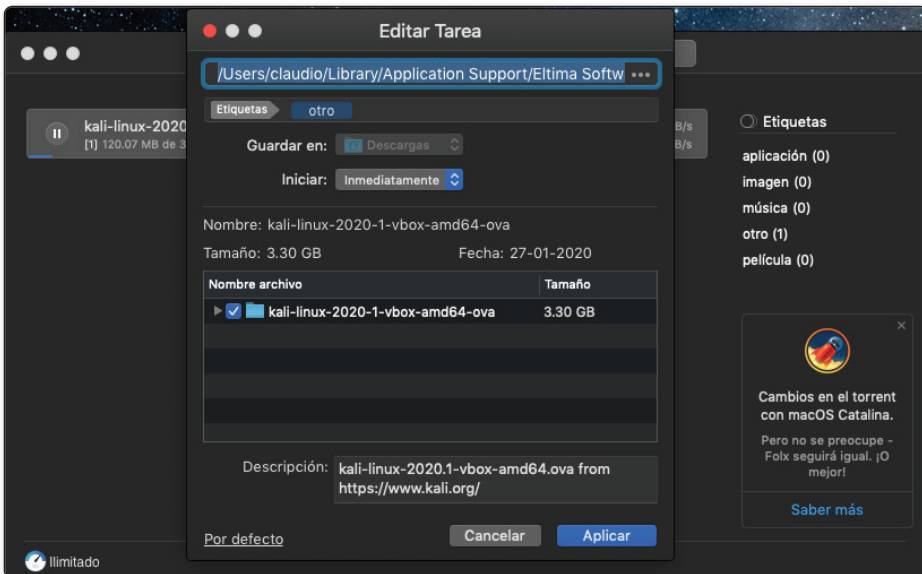 Editar Tarea
/Users/claudio/Library/Application Support/Eltima Softw
Etiquetas otro
Guardar en: Descargas
Iniciar: Inmediatamente
Nombre: kali-linux-2020-1-vbox-amd64-ova
Tamaño: 3.30 GB Fecha: 27-01-2020
Nombre archivo Tamaño
kali-linux-2020-1-vbox-amd64-ova 3.30 GB
Descripción: kali-linux-2020.1-vbox-amd64.ova from
https://www.kali.org/
Por defecto Cancelar Aplicar
kali-linux-2020
[1] 120.07 MB de 3
B/s
B/s
Etiquetas
aplicación (0)
imagen (0)
música (0)
otro (1)
película (0)
Cambios en el torrent
con macOS Catalina.
Pero no se preocupe -
Folx seguirá igual. ¡O
mejor!
Saber más
Ilimitado